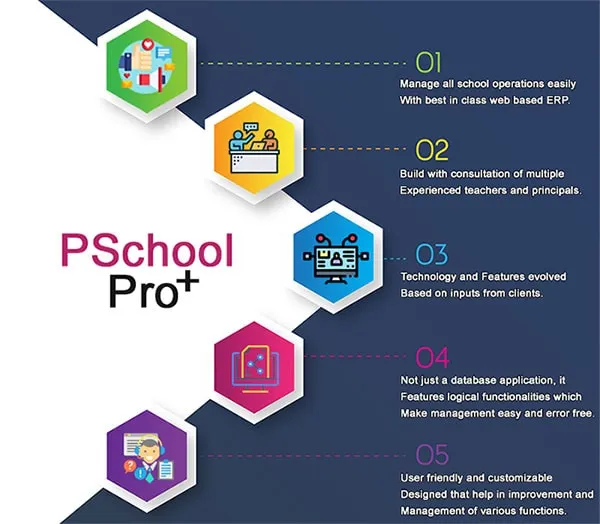 PSchool
Pro+
01
Manage all school operations easily
With best in class web based ERP.
02
Build with consultation of multiple
Experienced teachers and principals.
03
Technology and Features evolved
Based on inputs from clients.
04
Not just a database application, it
Features logical functionalities which
Make management easy and error free.
05
User friendly and customizable
Designed that help in improvement and
Management of various functions.